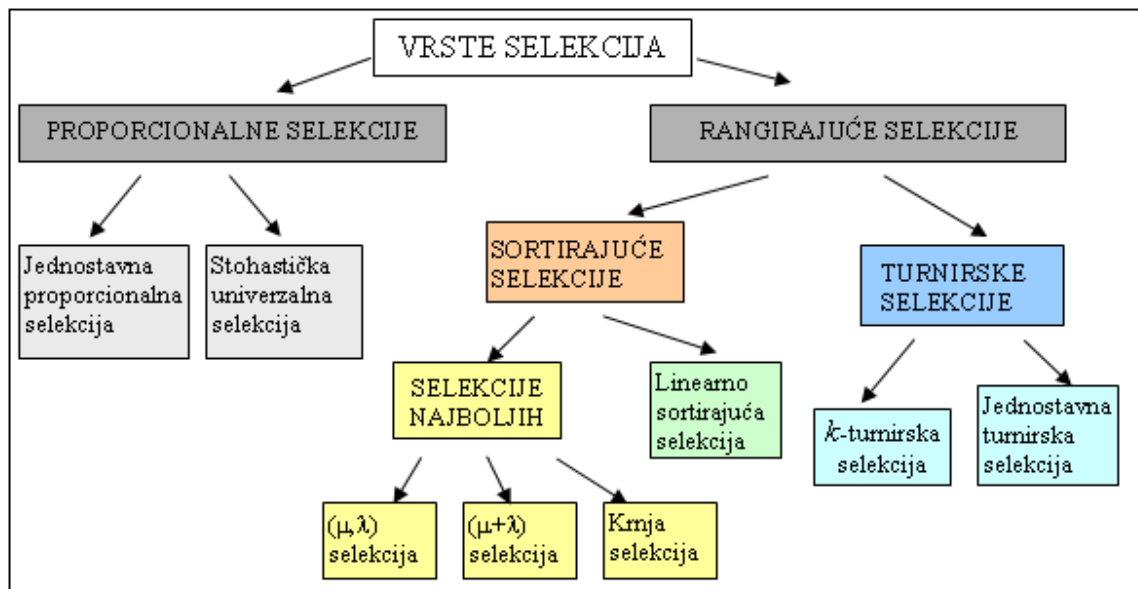 VRSTE SELEKCIJA
PROPORCIONALNE SELEKCIJE
RANGIRAJUĆE SELEKCIJE
Jednostavna
proporcionalna
selekcija
Stohastička
univerzalna
selekcija
SORTIRAJUĆE
SELEKCIJE
TURNIRSKE
SELEKCIJE
SELEKCIJE
NAJBOLJIH
Linearno
sortirajuća
selekcija
k-turnirska
selekcija
Jednostavna
turnirska
selekcija
(μ,λ)
selekcija
(μ+λ)
selekcija
Krnja
selekcija